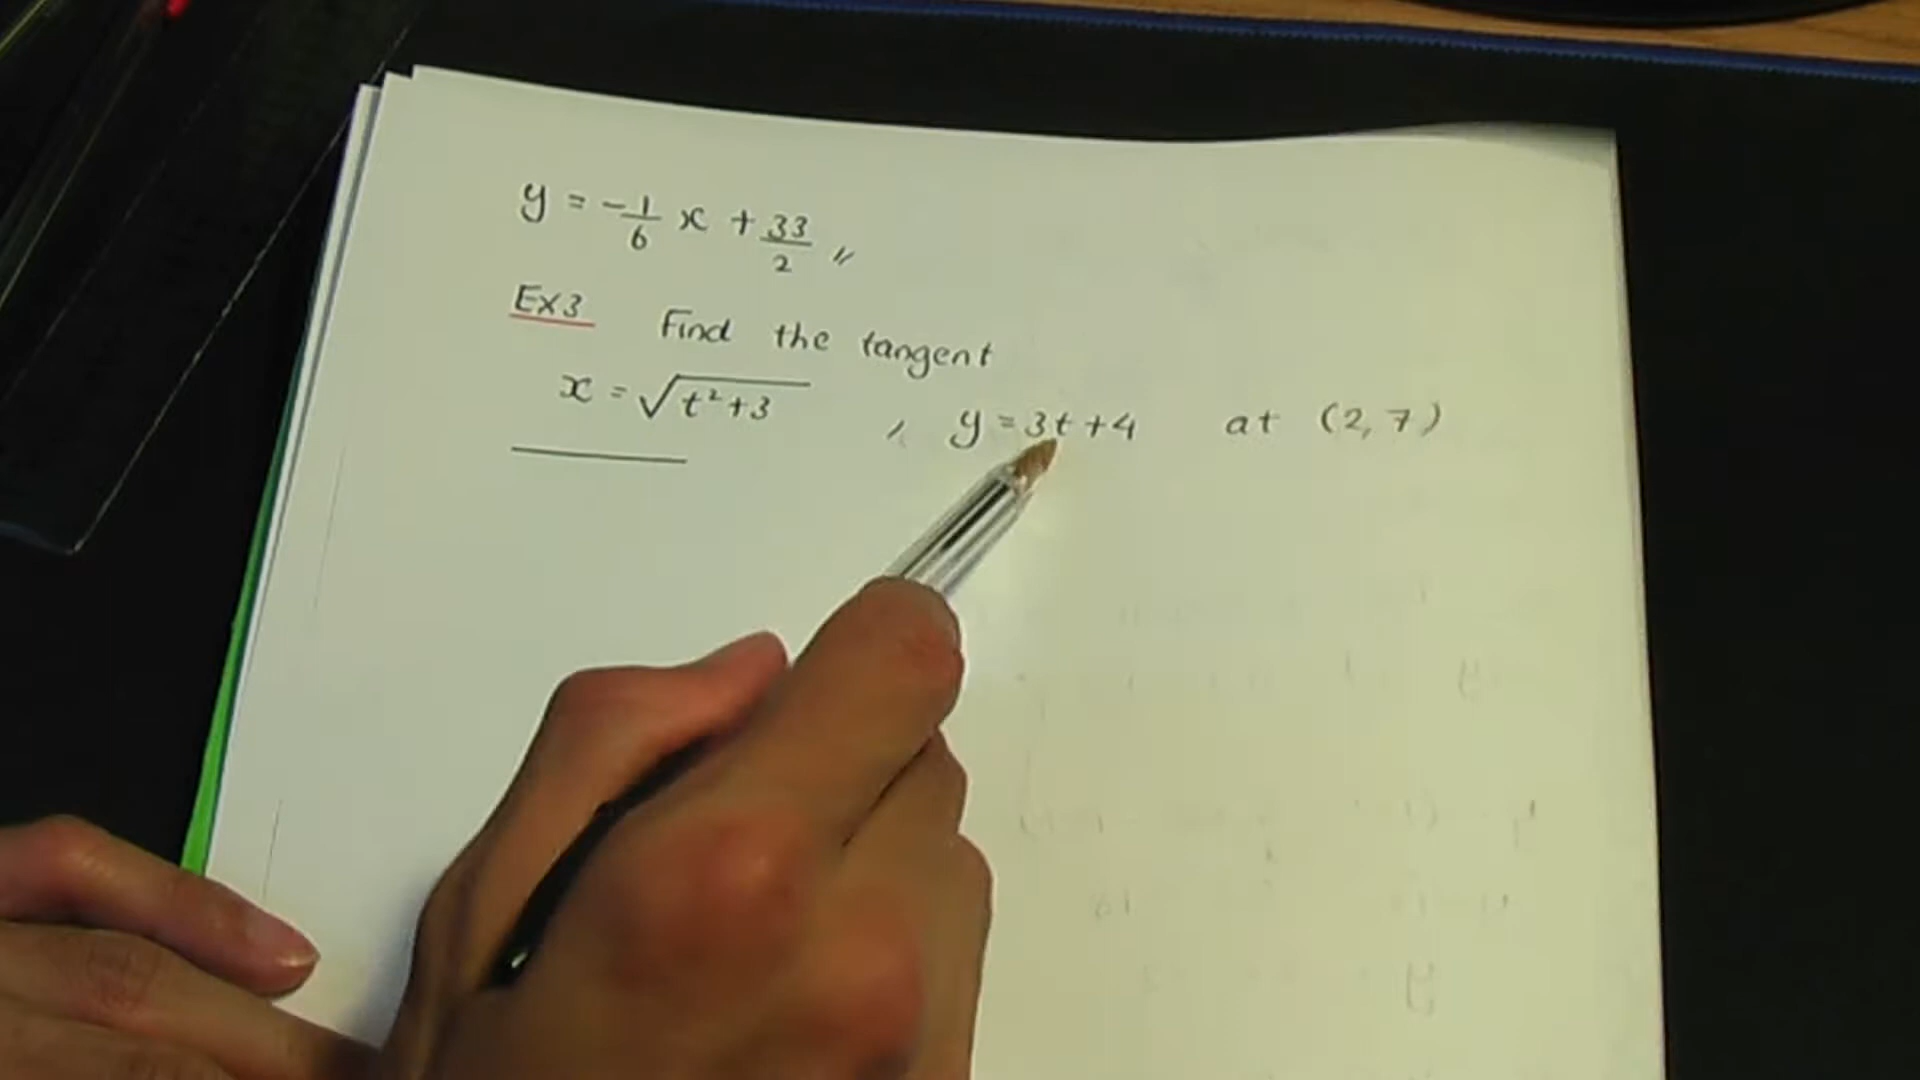 y = -1/6 x + 33/2 //
Ex3 Find the tangent
x = √(t²+3) , y = 3t+4 at (2,7)